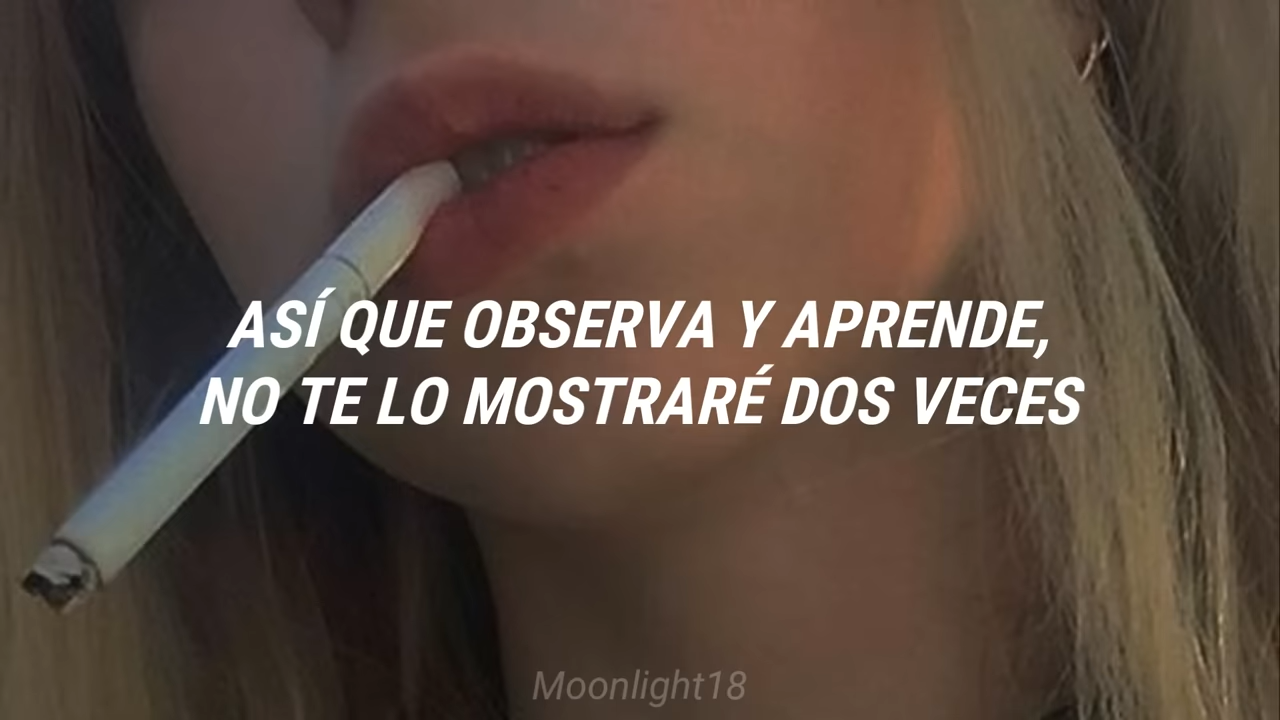 ASÍ QUE OBSERVA Y APRENDE,
NO TE LO MOSTRARÉ DOS VECES
Moonlight18